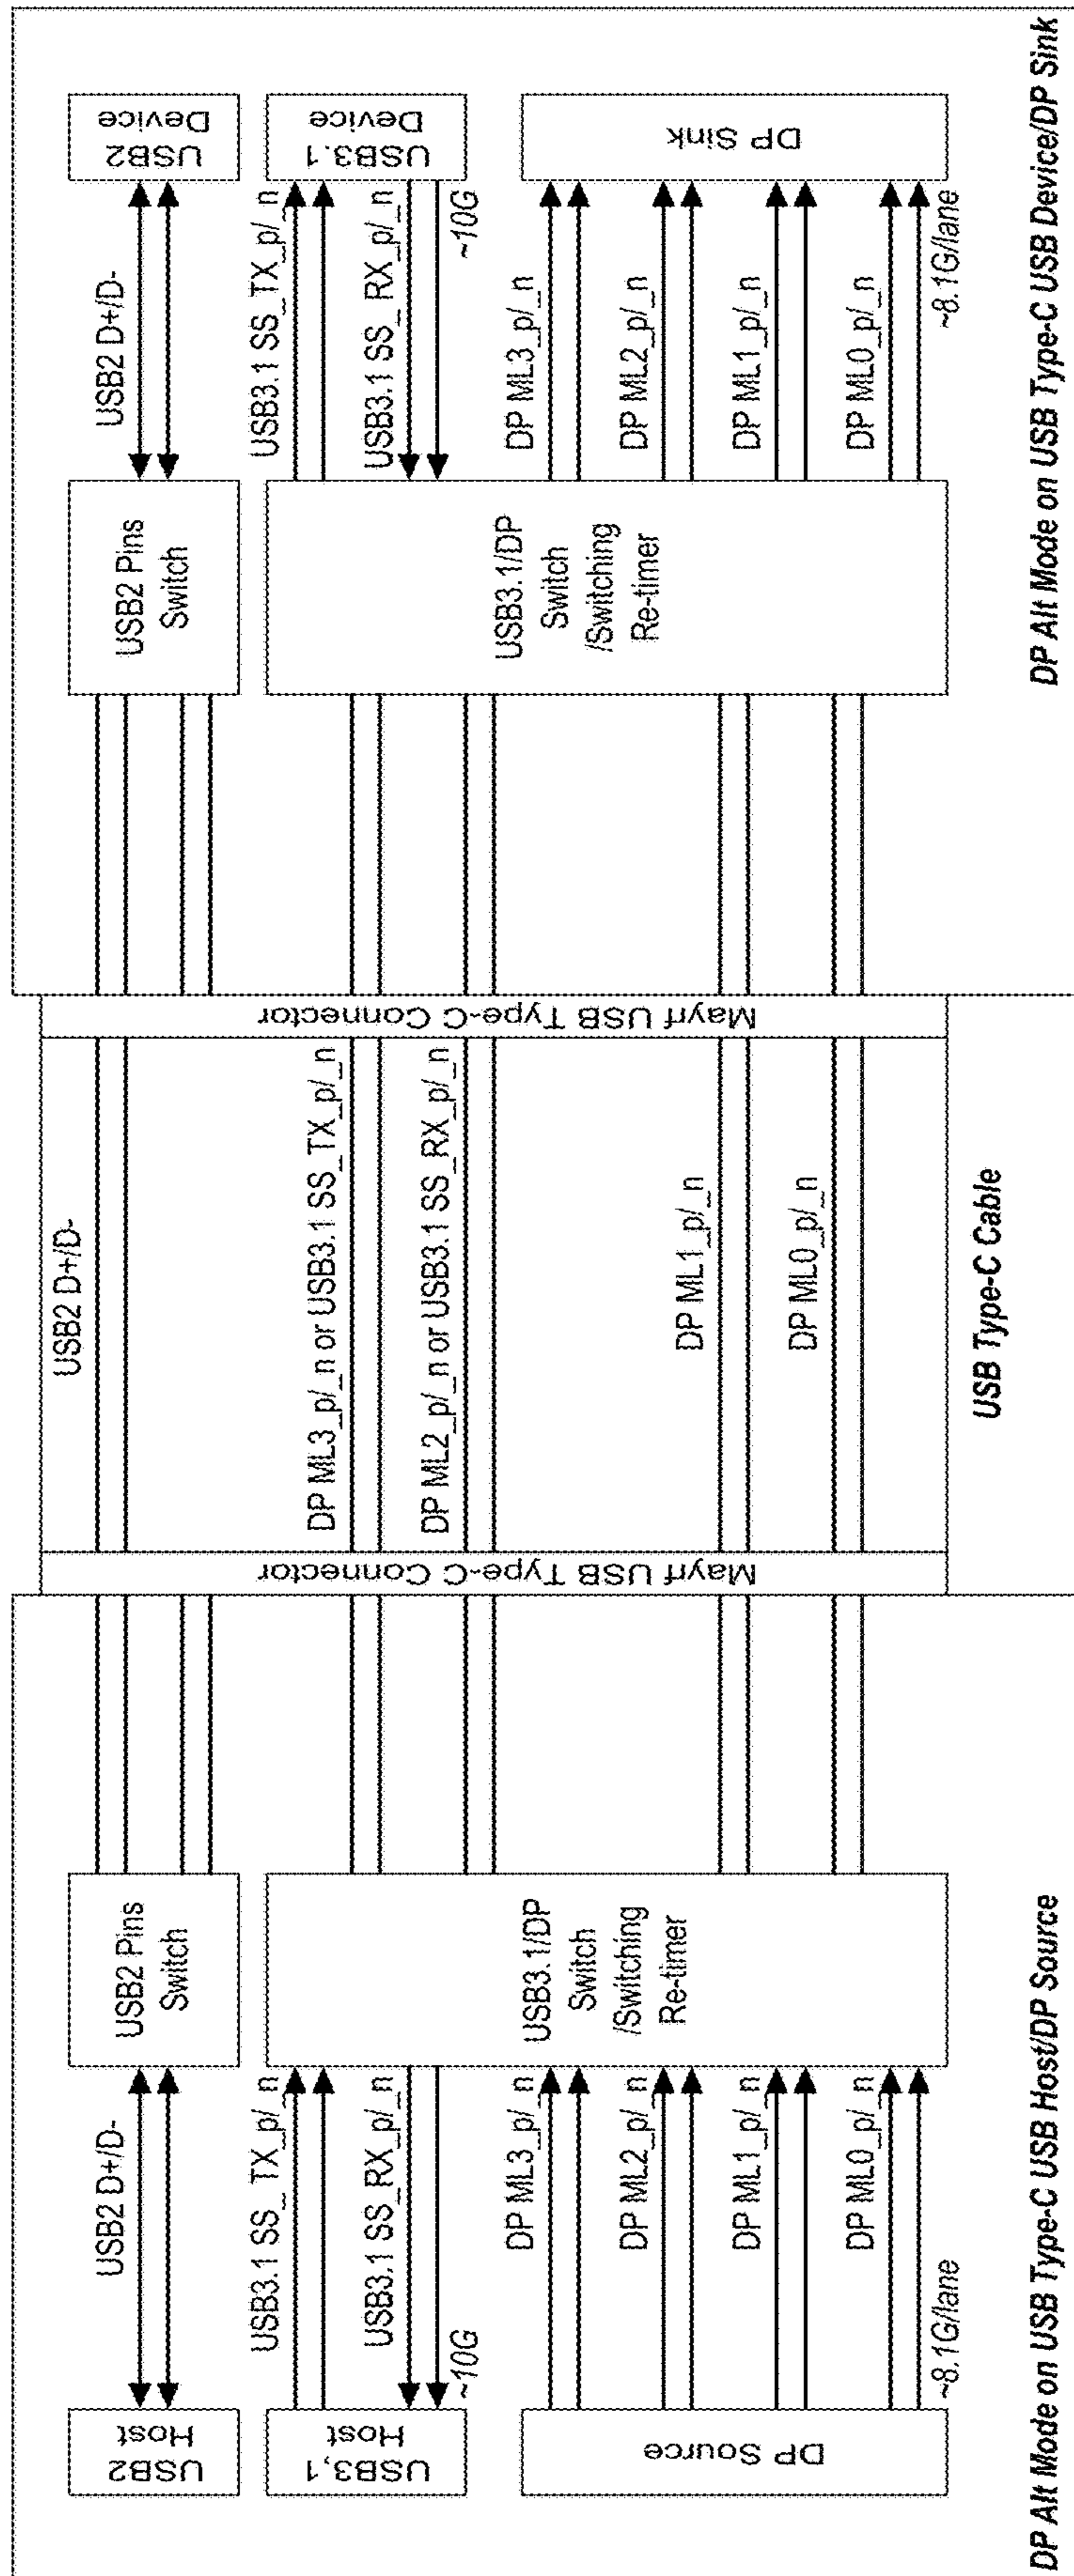 USB2
Host
USB2 D+/D-
USB2 Pins
Switch
USB3,1
Host
USB3.1 SS_ TX_p/_n
USB3.1 SS_RX_p/_n
~10G
DP Source
DP ML3_p/_n
DP ML2_p/_n
DP ML1_p/_n
DP ML0_p/_n
~8.1G/lane
USB3.1/DP
Switch
/Switching
Re-timer
DP Alt Mode on USB Type-C USB Host/DP Source
Mayrf USB Type-C Connector
USB2 D+/D-
DP ML3_p/_n or USB3.1 SS_TX_p/_n
DP ML2_p/_n or USB3.1 SS_RX_p/_n
DP ML1_p/_n
DP ML0_p/_n
USB Type-C Cable
Mayrf USB Type-C Connector
USB2 Pins
Switch
USB2 D+/D-
USB2
Device
USB3.1/DP
Switch
/Switching
Re-timer
USB3.1 SS_TX_p/_n
USB3.1 SS_ RX_p/_n
~10G
USB3.1
Device
DP ML3_p/_n
DP ML2_p/_n
DP ML1_p/_n
DP ML0_p/_n
~8.1G/lane
DP Sink
DP Alt Mode on USB Type-C USB Device/DP Sink